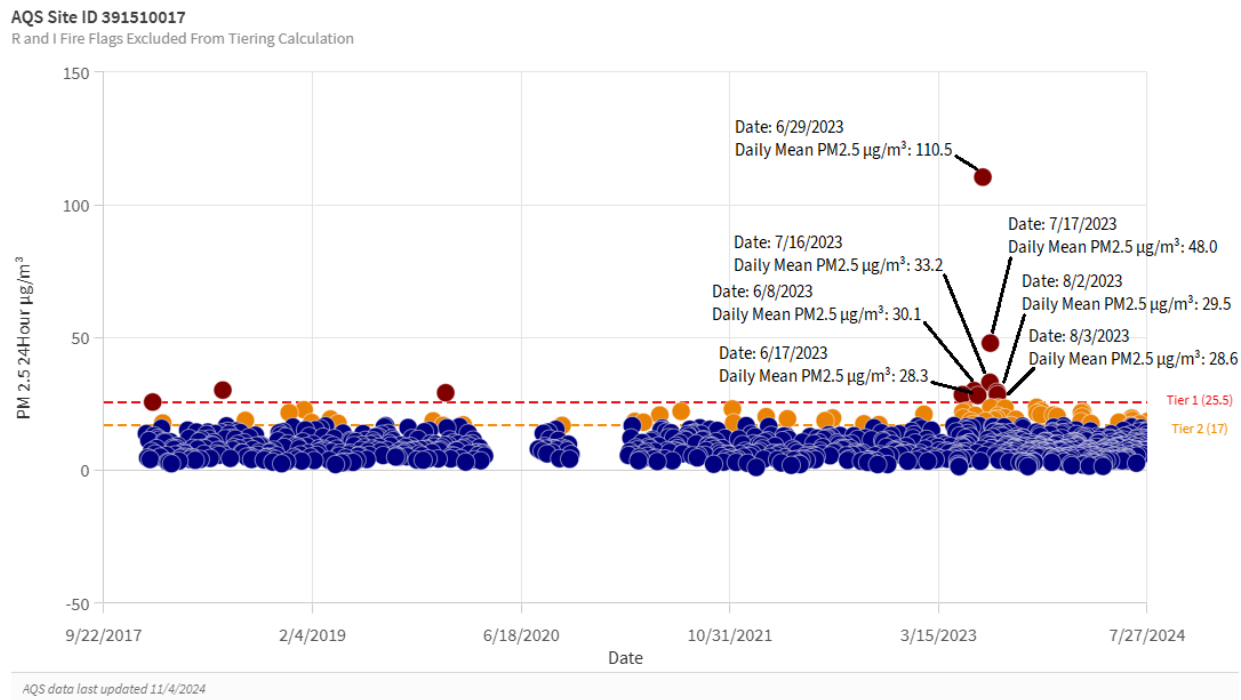 AQS Site ID 391510017
R and I Fire Flags Excluded From Tiering Calculation
PM 2.5 24Hour µg/m³
150
100
50
0
-50
Date: 6/29/2023
Daily Mean PM2.5 µg/m³: 110.5
Date: 7/17/2023
Daily Mean PM2.5 µg/m³: 48.0
Date: 7/16/2023
Daily Mean PM2.5 µg/m³: 33.2
Date: 8/2/2023
Daily Mean PM2.5 µg/m³: 29.5
Date: 6/8/2023
Daily Mean PM2.5 µg/m³: 30.1
Date: 8/3/2023
Daily Mean PM2.5 µg/m³: 28.6
Date: 6/17/2023
Daily Mean PM2.5 µg/m³: 28.3
Tier 1 (25.5)
Tier 2 (17)
9/22/2017
2/4/2019
6/18/2020
10/31/2021
3/15/2023
7/27/2024
Date
AQS data last updated 11/4/2024